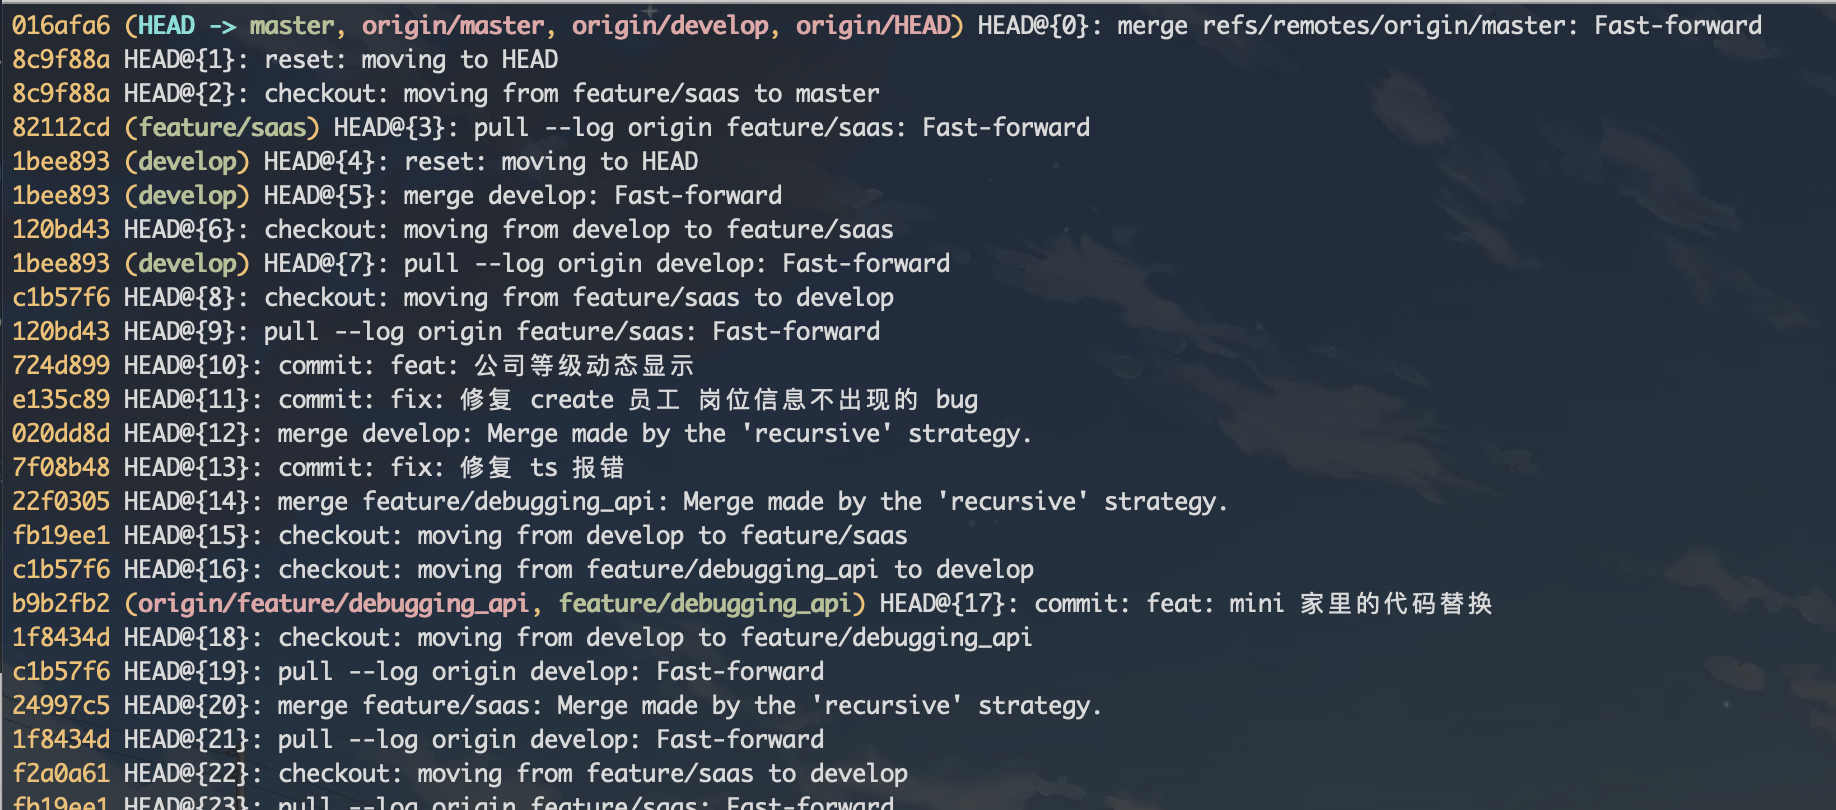 016afa6 (HEAD -> master, origin/master, origin/develop, origin/HEAD) HEAD@{0}: merge refs/remotes/origin/master: Fast-forward
8c9f88a HEAD@{1}: reset: moving to HEAD
8c9f88a HEAD@{2}: checkout: moving from feature/saas to master
82112cd (feature/saas) HEAD@{3}: pull --log origin feature/saas: Fast-forward
1bee893 (develop) HEAD@{4}: reset: moving to HEAD
1bee893 (develop) HEAD@{5}: merge develop: Fast-forward
120bd43 HEAD@{6}: checkout: moving from develop to feature/saas
1bee893 (develop) HEAD@{7}: pull --log origin develop: Fast-forward
c1b57f6 HEAD@{8}: checkout: moving from feature/saas to develop
120bd43 HEAD@{9}: pull --log origin feature/saas: Fast-forward
724d899 HEAD@{10}: commit: feat: 公司等级动态显示
e135c89 HEAD@{11}: commit: fix: 修复 create 员工 岗位信息不出现的 bug
020dd8d HEAD@{12}: merge develop: Merge made by the 'recursive' strategy.
7f08b48 HEAD@{13}: commit: fix: 修复 ts 报错
22f0305 HEAD@{14}: merge feature/debugging_api: Merge made by the 'recursive' strategy.
fb19ee1 HEAD@{15}: checkout: moving from develop to feature/saas
c1b57f6 HEAD@{16}: checkout: moving from feature/debugging_api to develop
b9b2fb2 (origin/feature/debugging_api, feature/debugging_api) HEAD@{17}: commit: feat: mini 家里的代码替换
1f8434d HEAD@{18}: checkout: moving from develop to feature/debugging_api
c1b57f6 HEAD@{19}: pull --log origin develop: Fast-forward
24997c5 HEAD@{20}: merge feature/saas: Merge made by the 'recursive' strategy.
1f8434d HEAD@{21}: pull --log origin develop: Fast-forward
f2a0a61 HEAD@{22}: checkout: moving from feature/saas to develop
fb19ee1 HEAD@{23}: pull --log origin feature/saas: Fast-forward